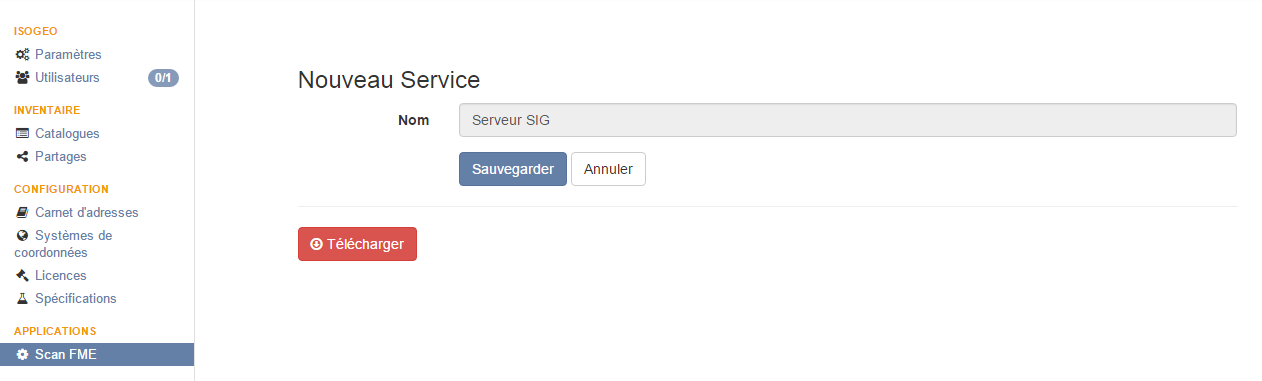 ISOGEO
Paramètres
Utilisateurs 0/1
INVENTAIRE
Catalogues
Partages
CONFIGURATION
Carnet d'adresses
Systèmes de
coordonnées
Licences
Spécifications
APPLICATIONS
Scan FME
Nouveau Service
Nom Serveur SIG
Sauvegarder Annuler
Télécharger